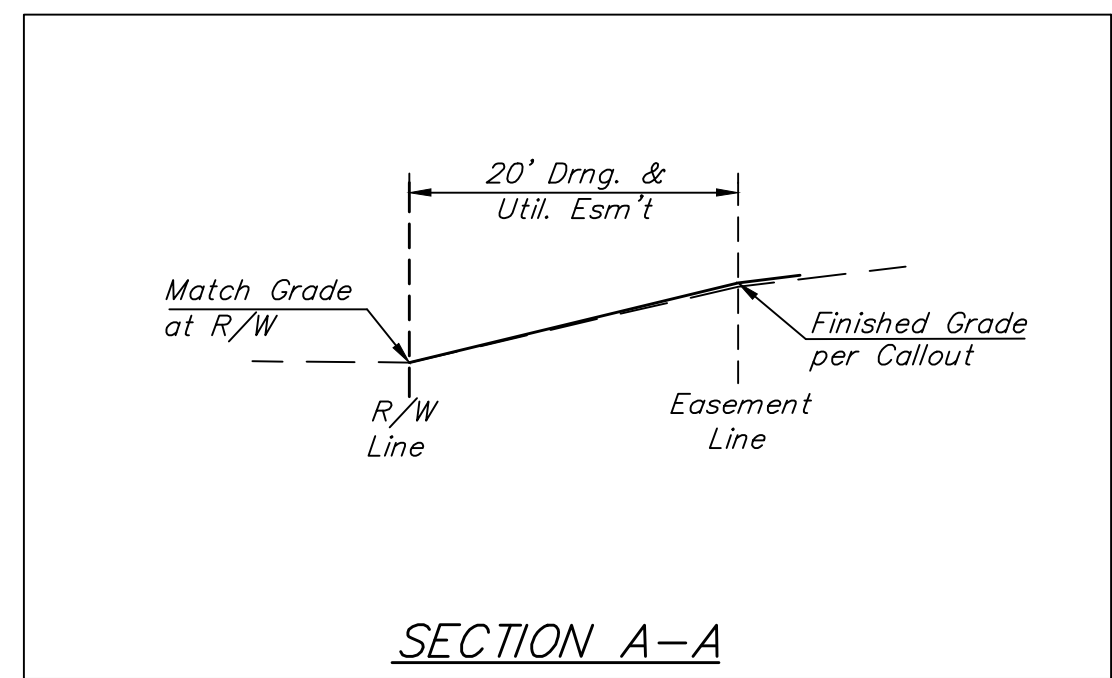 20' Drng. &
Util. Esm't
Match Grade
at R/W
Finished Grade
per Callout
R/W
Line
Easement
Line
SECTION A-A